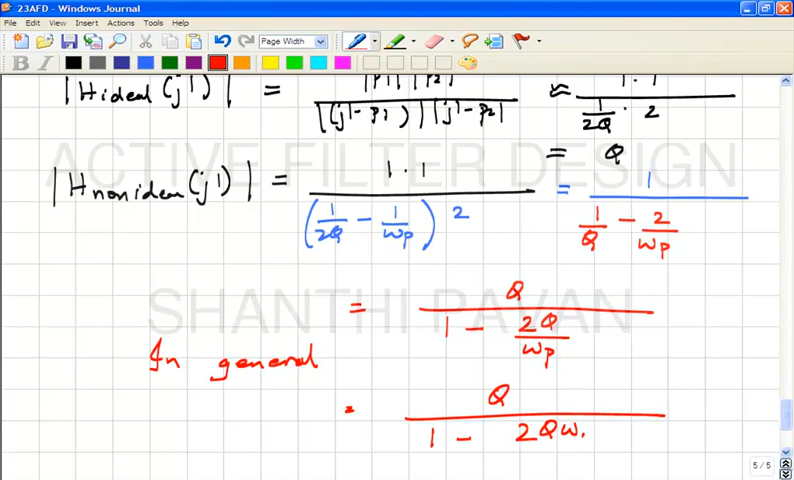 23AFD - Windows Journal
File Edit View Insert Actions Tools Help
Page Width
B I
|Hideal(j1)| = |p1||p2| / |(j1-p1)||j1-p2| ≈ 1·1 / (1/2Q · 2)
= Q
ACTIVE FILTER DESIGN
|Hnonideal(j1)| = 1·1 / (1/2Q - 1/ωp) 2 = 1 / (1/Q - 2/ωp)
SHANTHI PAVAN
= Q / (1 - 2Q/ωp)
In general
= Q / (1 - 2Qω.
5 / 5